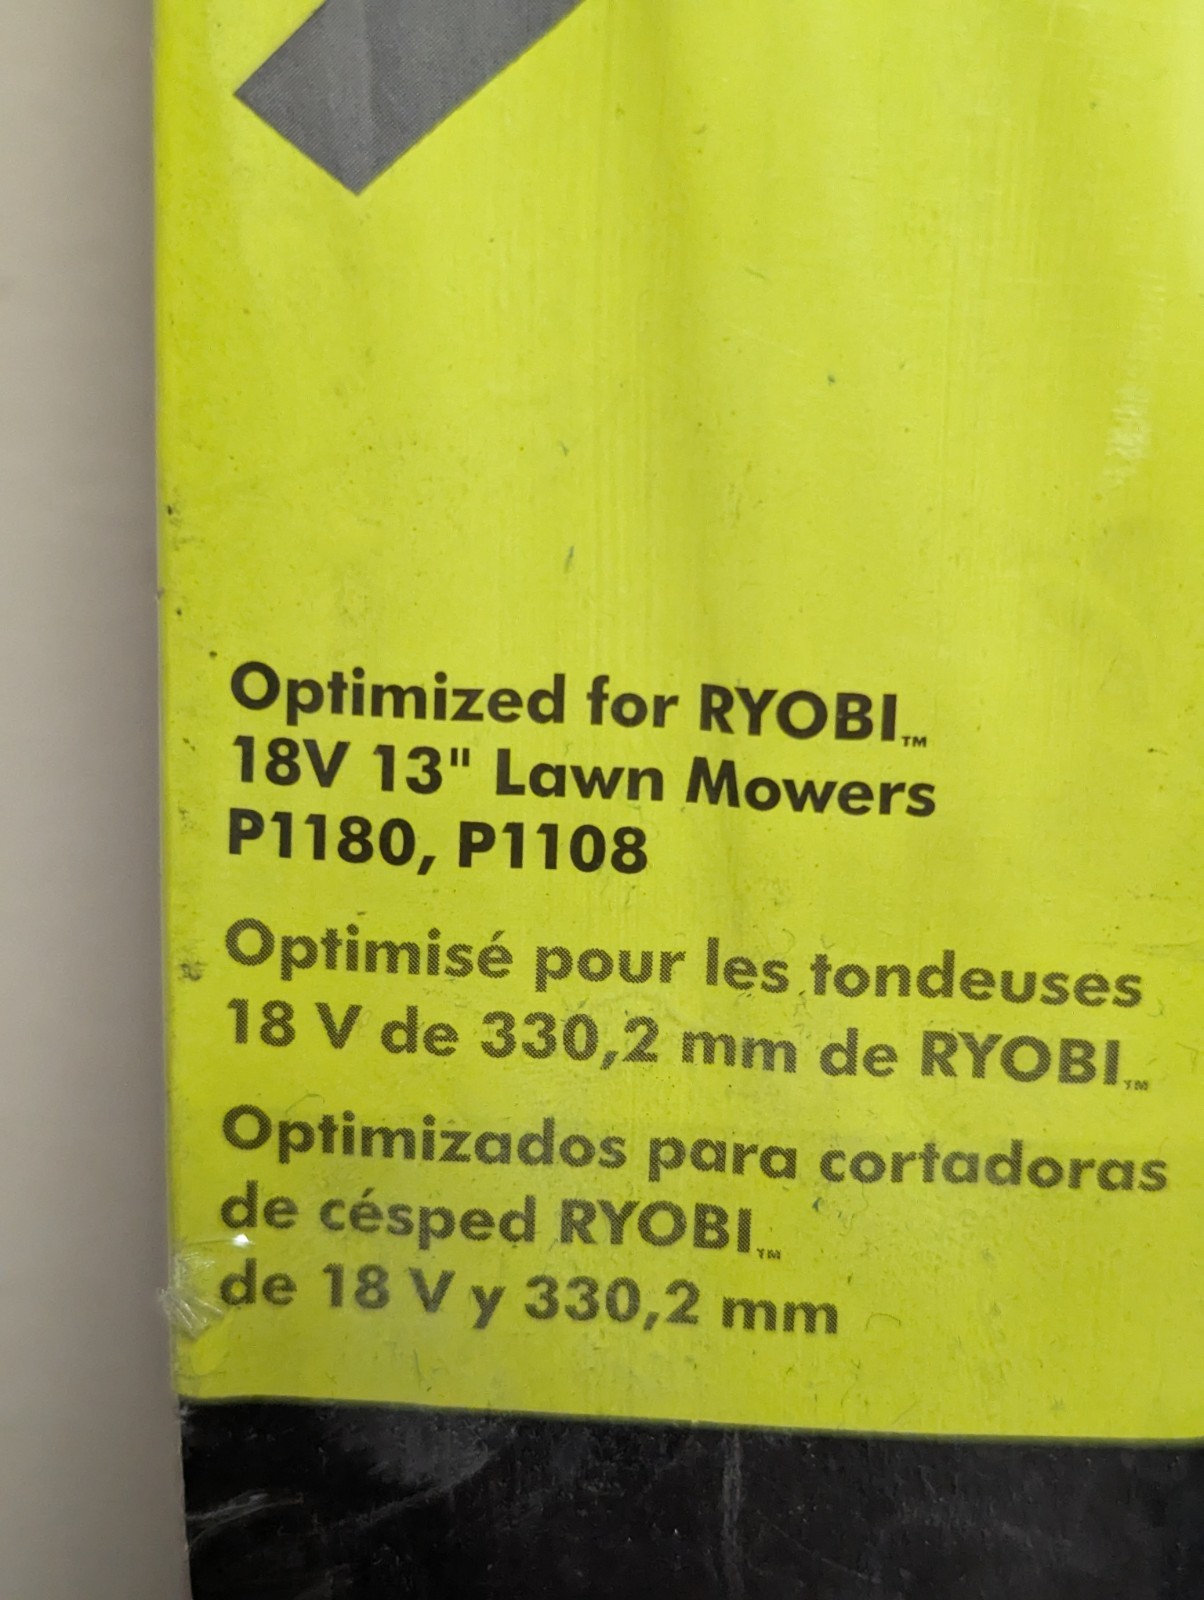 Optimized for RYOBI™
18V 13" Lawn Mowers
P1180, P1108
Optimisé pour les tondeuses
18 V de 330,2 mm de RYOBI™
Optimizados para cortadoras
de césped RYOBI™
de 18 V y 330,2 mm